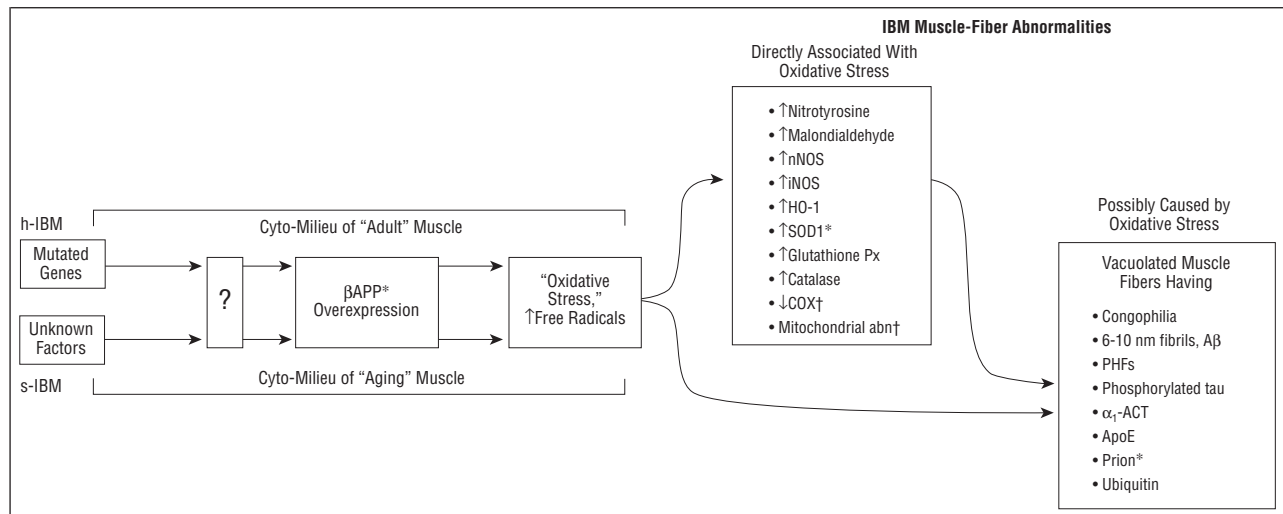 IBM Muscle-Fiber Abnormalities
Directly Associated With
Oxidative Stress
• ↑Nitrotyrosine
• ↑Malondialdehyde
• ↑nNOS
• ↑iNOS
• ↑HO-1
• ↑SOD1*
• ↑Glutathione Px
• ↑Catalase
• ↓COX†
• Mitochondrial abn†
h-IBM
Cyto-Milieu of “Adult” Muscle
Mutated
Genes
?
βAPP*
Overexpression
“Oxidative
Stress,”
↑Free Radicals
Unknown
Factors
s-IBM
Cyto-Milieu of “Aging” Muscle
Possibly Caused by
Oxidative Stress
Vacuolated Muscle
Fibers Having
• Congophilia
• 6-10 nm fibrils, Aβ
• PHFs
• Phosphorylated tau
• α₁-ACT
• ApoE
• Prion*
• Ubiquitin